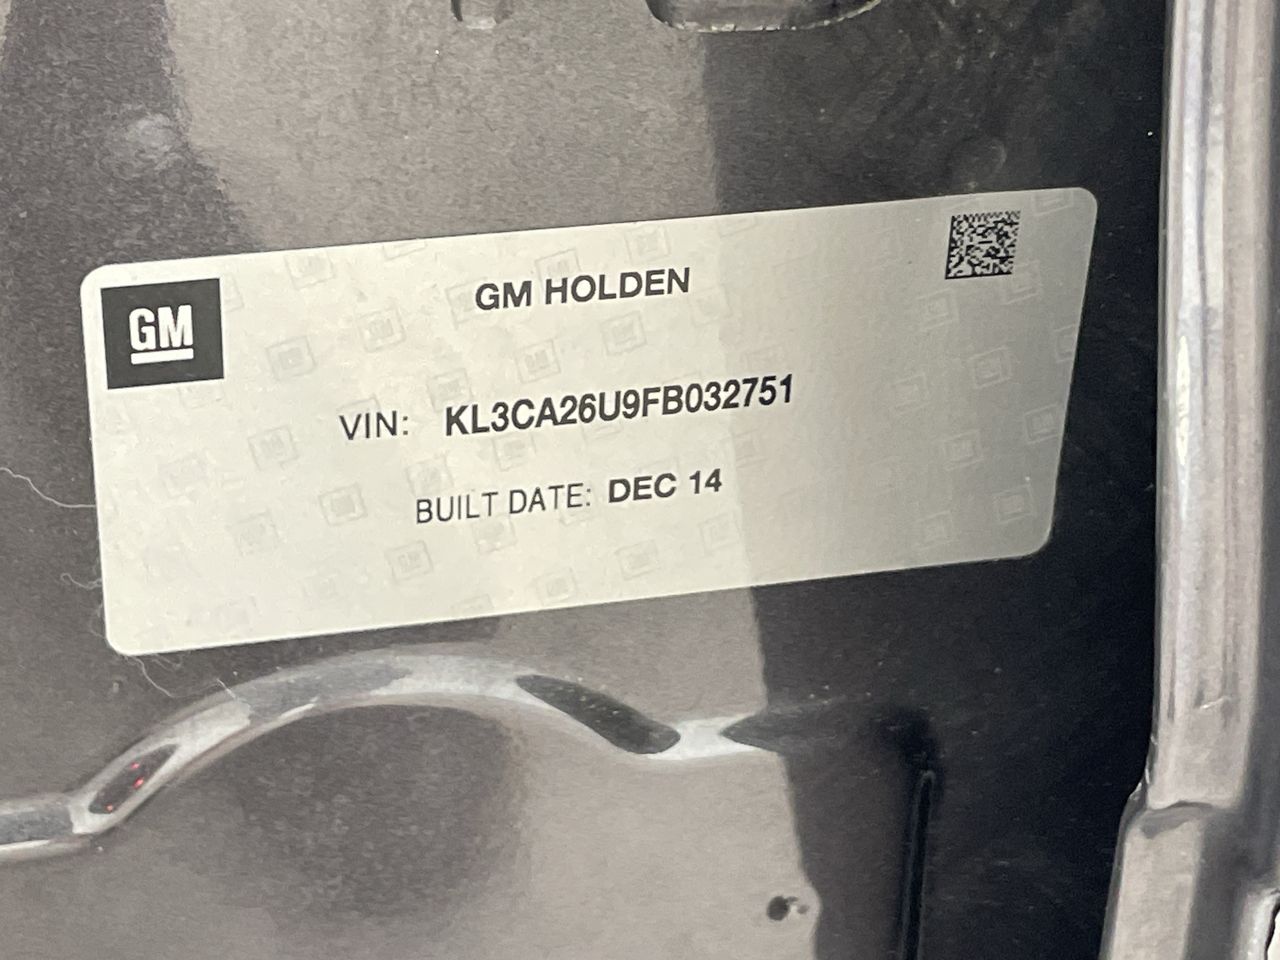 GM
GM HOLDEN
VIN: KL3CA26U9FB032751
BUILT DATE: DEC 14